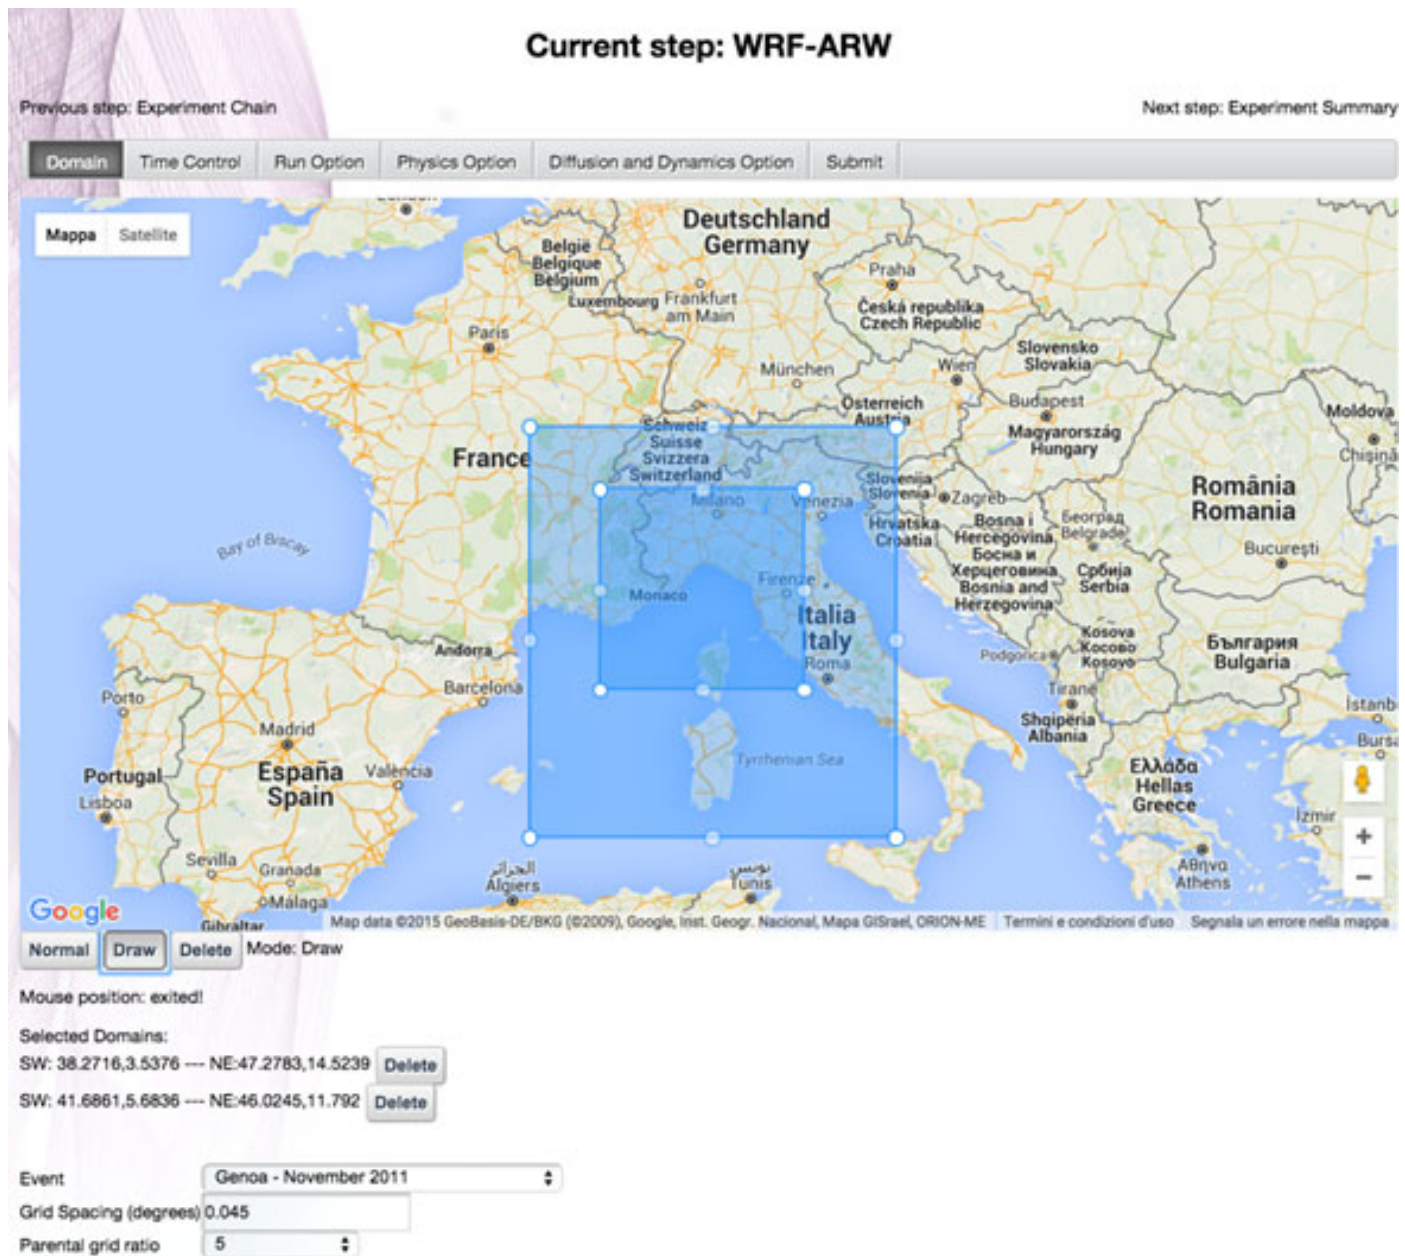 Current step: WRF-ARW
Previous step: Experiment Chain
Next step: Experiment Summary
Domain
Time Control
Run Option
Physics Option
Diffusion and Dynamics Option
Submit
Mappa
Satellite
Deutschland
Germany
België
Belgique
Belgien
Luxembourg
Frankfurt
am Main
Praha
Česká republika
Czech Republic
Paris
Slovensko
Slovakia
München
Wien
Österreich
Austria
Budapest
Magyarország
Hungary
Moldova
Chișină
Schweiz
Suisse
Svizzera
Switzerland
France
Slovenija
Slovenia
Zagreb
Milano
Venezia
România
Romania
Hrvatska
Croatia
Bosna i
Hercegovina
Босна и
Херцеговина
Bosnia and
Herzegovina
Београд
Belgrade
Србија
Serbia
București
Bay of Biscay
Firenze
Monaco
Italia
Italy
Roma
Podgorica
Kosova
Косово
Kosovo
България
Bulgaria
Andorra
Barcelona
Porto
Tiranë
Shqipëria
Albania
İstanb
Bursa
Madrid
España
Spain
València
Portugal
Lisboa
Tyrrhenian Sea
Ελλάδα
Hellas
Greece
İzmir
Sevilla
Granada
Málaga
Gibraltar
الجزائر
Algiers
تونس
Tunis
Αθήνα
Athens
+
−
Google
Map data ©2015 GeoBasis-DE/BKG (©2009), Google, Inst. Geogr. Nacional, Mapa GISrael, ORION-ME
Termini e condizioni d'uso
Segnala un errore nella mappa
Normal
Draw
Delete
Mode: Draw
Mouse position: exited!
Selected Domains:
SW: 38.2716,3.5376 --- NE:47.2783,14.5239 Delete
SW: 41.6861,5.6836 --- NE:46.0245,11.792 Delete
Event Genoa - November 2011
Grid Spacing (degrees) 0.045
Parental grid ratio 5